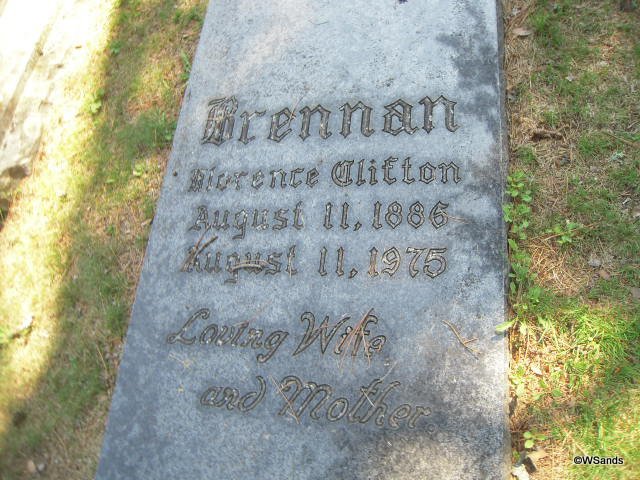 Brennan
Florence Clifton
August 11, 1886
August 11, 1975
Loving Wife
and Mother.
©WSands